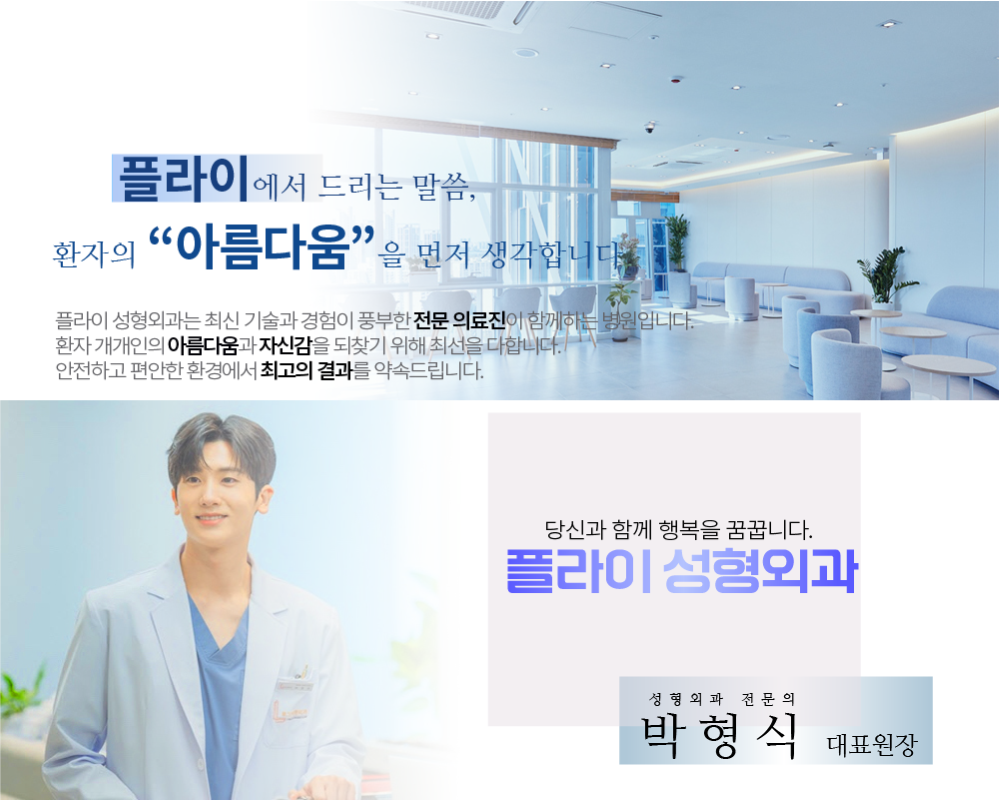 플라이에서 드리는 말씀,
환자의 “아름다움”을 먼저 생각합니다
플라이 성형외과는 최신 기술과 경험이 풍부한 전문 의료진이 함께하는 병원입니다.
환자 개개인의 아름다움과 자신감을 되찾기 위해 최선을 다합니다.
안전하고 편안한 환경에서 최고의 결과를 약속드립니다.
당신과 함께 행복을 꿈꿉니다.
플라이 성형외과
성형외과 전문의
박형식 대표원장